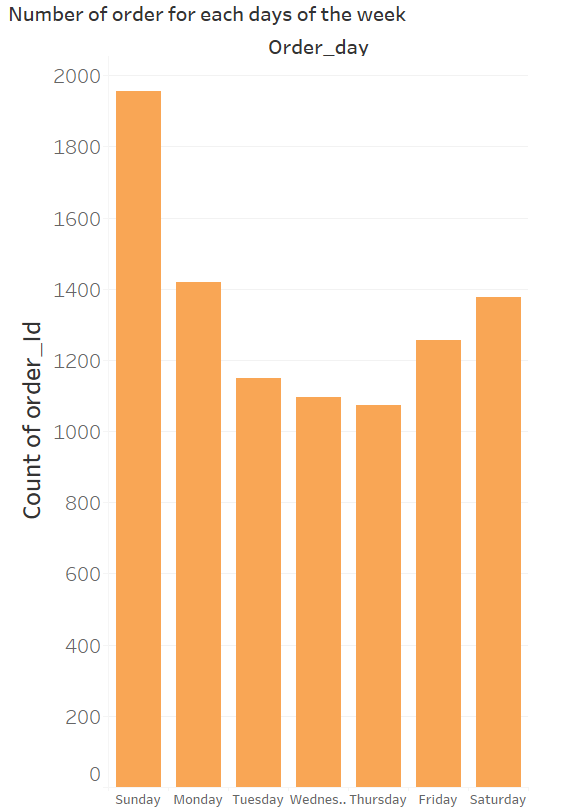 Number of order for each days of the week
Order_day
Count of order_Id
2000
1800
1600
1400
1200
1000
800
600
400
200
0
Sunday Monday Tuesday Wednes.. Thursday Friday Saturday